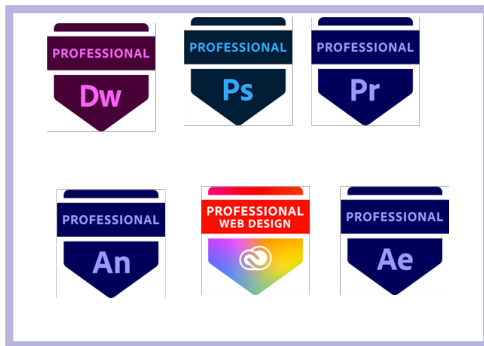 PROFESSIONAL
Dw
PROFESSIONAL
Ps
PROFESSIONAL
Pr
PROFESSIONAL
An
PROFESSIONAL
WEB DESIGN
PROFESSIONAL
Ae